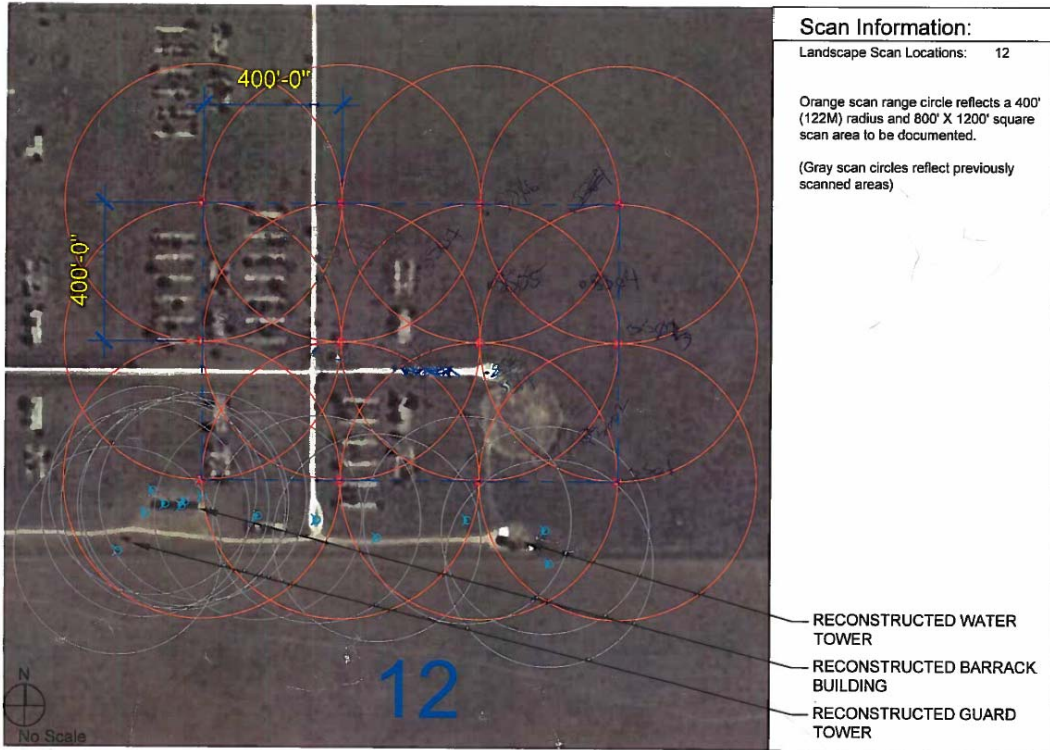 Scan Information:
Landscape Scan Locations: 12
Orange scan range circle reflects a 400'
(122M) radius and 800' X 1200' square
scan area to be documented.
(Gray scan circles reflect previously
scanned areas)
400'-0"
400'-0"
12
N
No Scale
RECONSTRUCTED WATER
TOWER
RECONSTRUCTED BARRACK
BUILDING
RECONSTRUCTED GUARD
TOWER